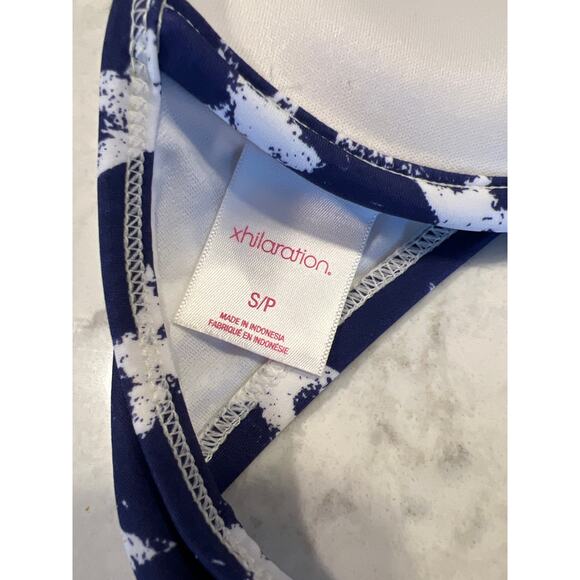 xhilaration®
S/P
MADE IN INDONESIA
FABRIQUÉ EN INDONÉSIE